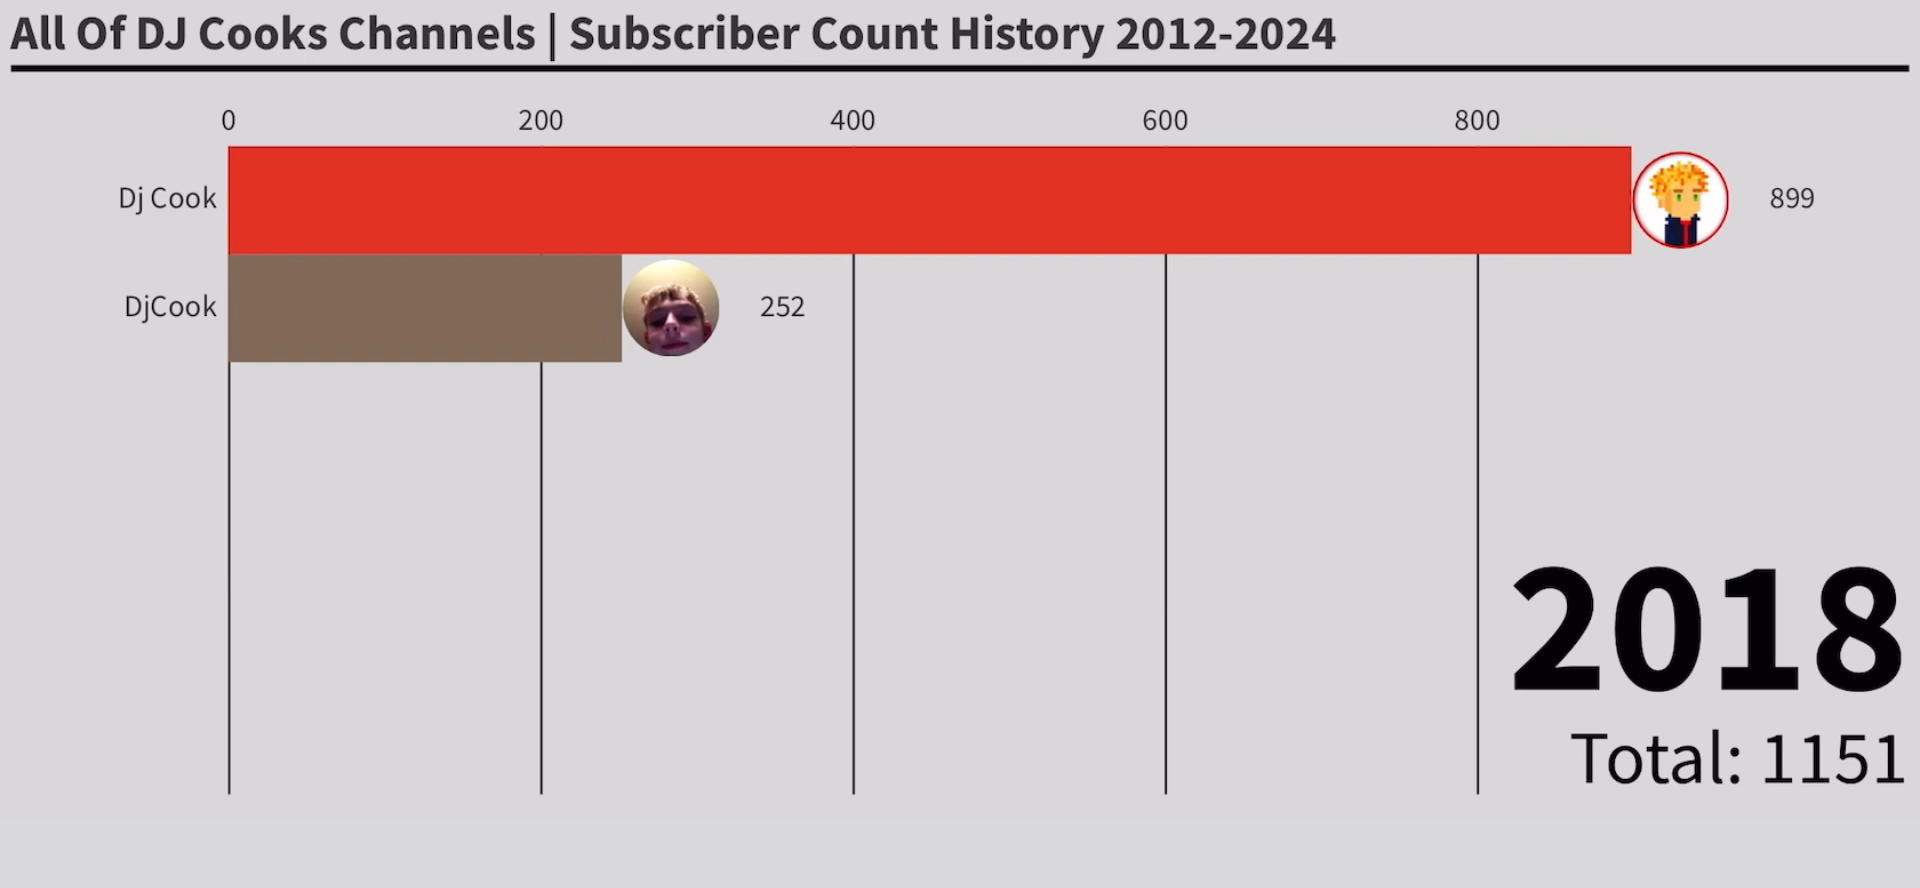 All Of DJ Cooks Channels | Subscriber Count History 2012-2024
0 200 400 600 800
Dj Cook 899
DjCook 252
2018
Total: 1151